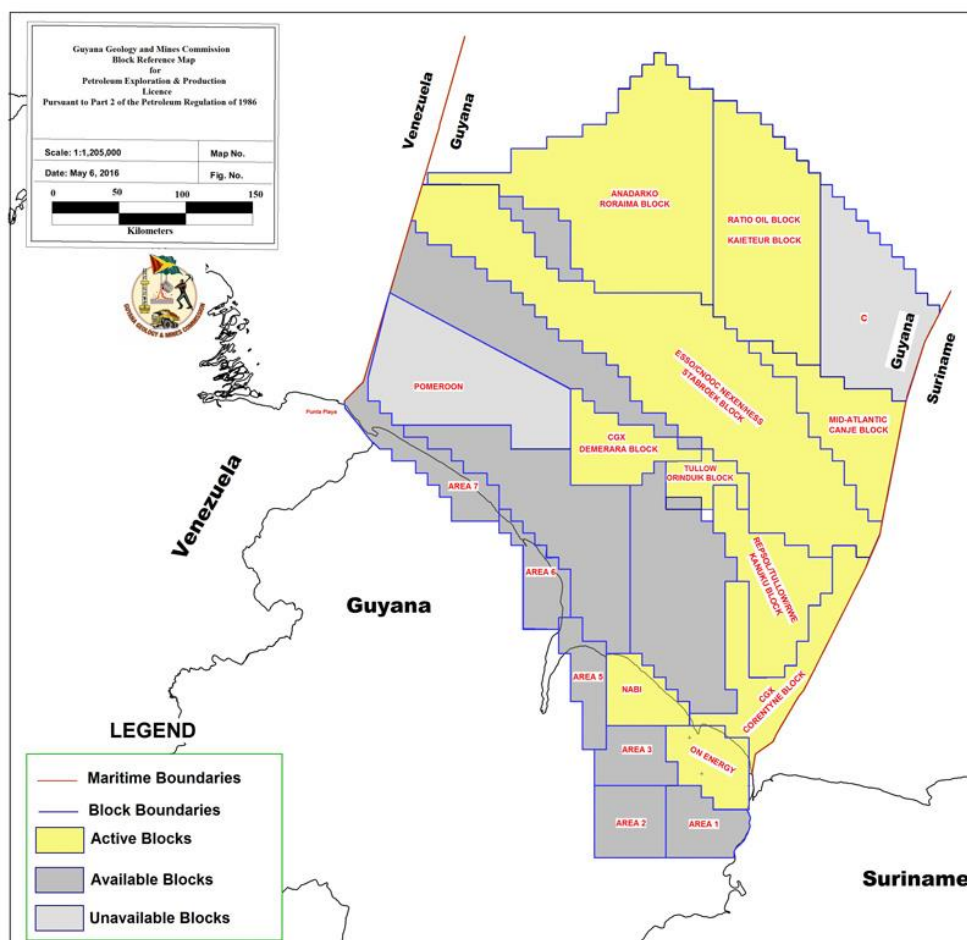 Guyana Geology and Mines Commission
Block Reference Map
for
Petroleum Exploration & Production
Licence
Pursuant to Part 2 of the Petroleum Regulation of 1986
Scale: 1:1,205,000
Map No.
Date: May 6, 2016
Fig. No.
0 50 100 150
Kilometers
GUYANA GEOLOGY & MINES COMMISSION
Venezuela
Guyana
ANADARKO
RORAIMA BLOCK
RATIO OIL BLOCK
KAIETEUR BLOCK
C
Guyana
Suriname
ESSO/CNOOC NEXEN/HESS
STABROEK BLOCK
POMEROON
MID-ATLANTIC
CANJE BLOCK
Punta Playa
CGX
DEMERARA BLOCK
TULLOW
ORINDUIK BLOCK
AREA 7
Venezuela
REPSOL/TULLOW/RWE
KANUKU BLOCK
AREA 6
Guyana
AREA 5
NABI
CGX
CORENTYNE BLOCK
AREA 3
ON ENERGY
AREA 2
AREA 1
Suriname
LEGEND
Maritime Boundaries
Block Boundaries
Active Blocks
Available Blocks
Unavailable Blocks